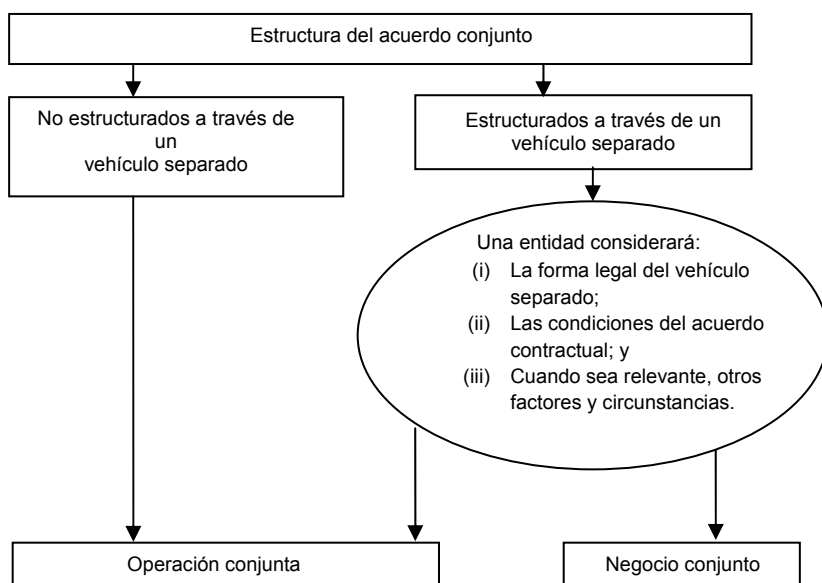 Estructura del acuerdo conjunto
No estructurados a través de
un
vehículo separado
Estructurados a través de un
vehículo separado
Una entidad considerará:
(i) La forma legal del vehículo
separado;
(ii) Las condiciones del acuerdo
contractual; y
(iii) Cuando sea relevante, otros
factores y circunstancias.
Operación conjunta
Negocio conjunto